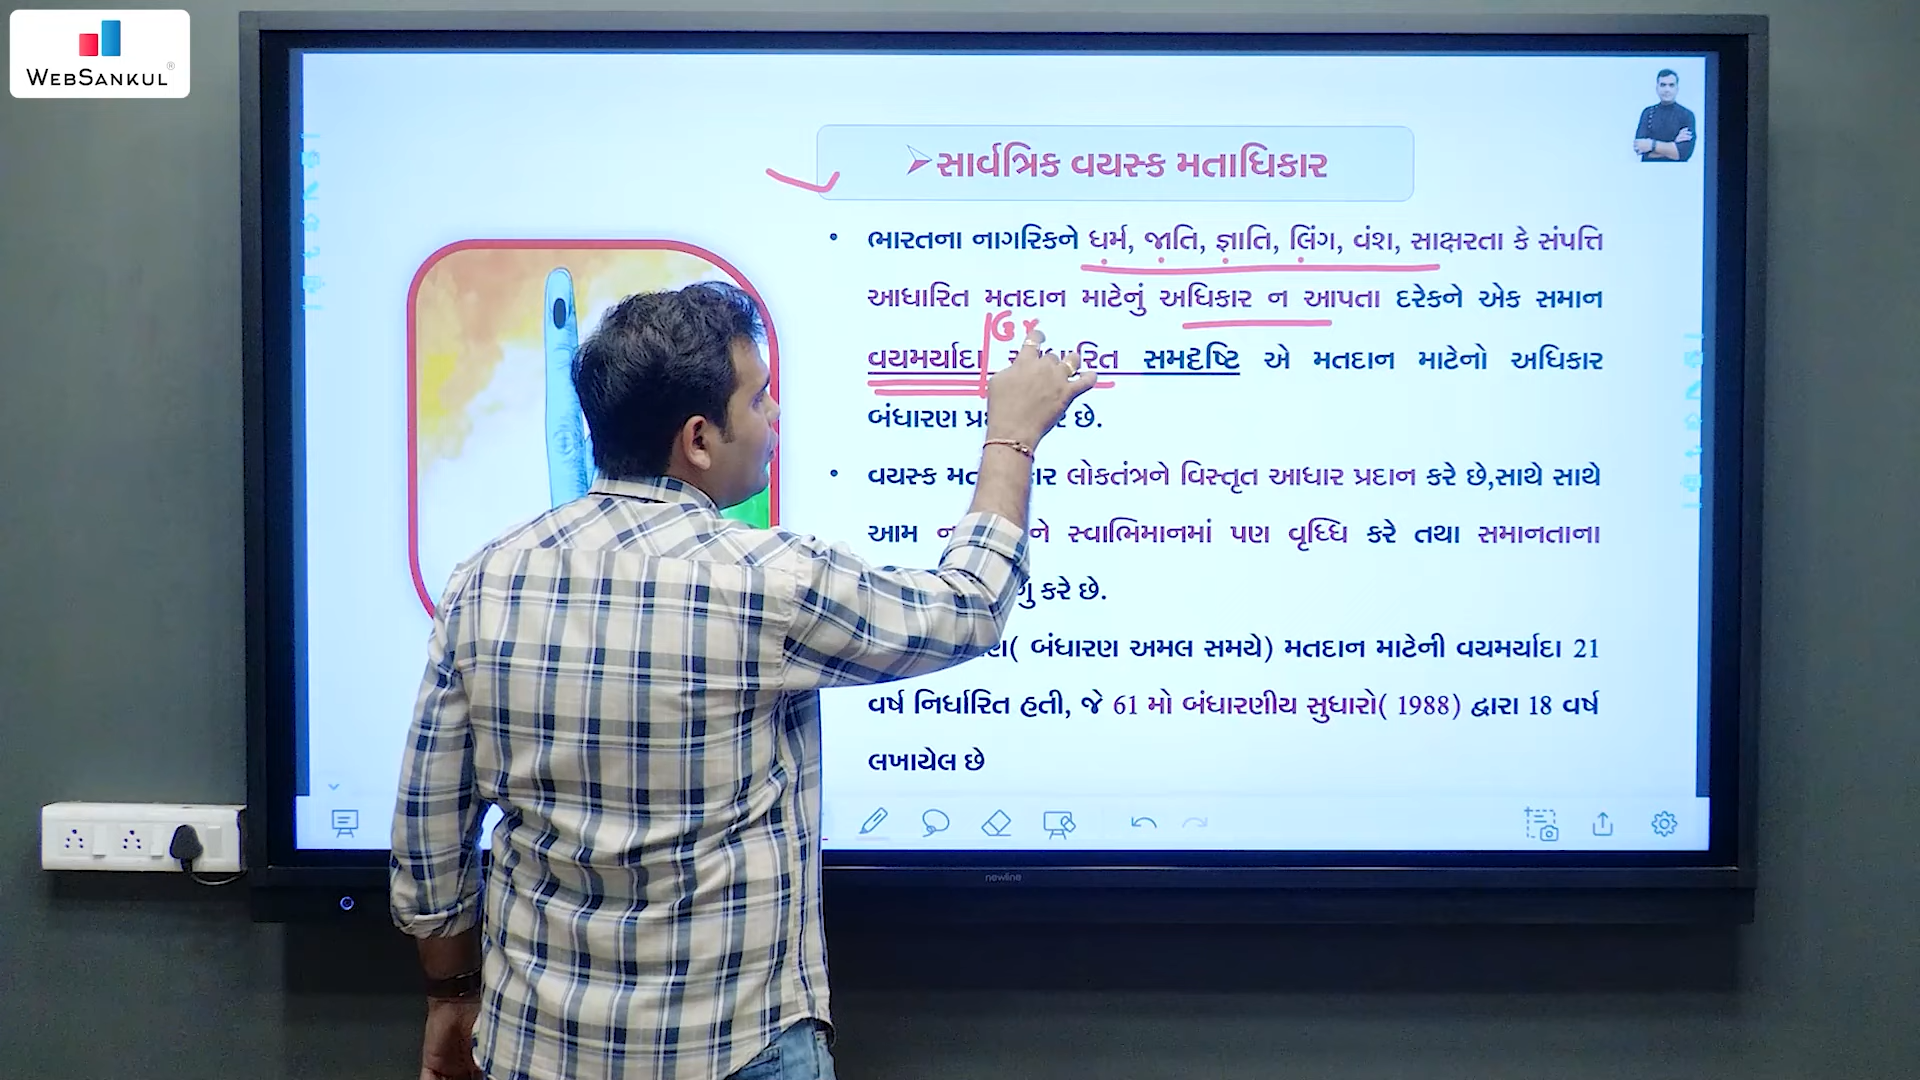 WEBSANKUL
➢સાર્વત્રિક વયસ્ક મતાધિકાર
• ભારતના નાગરિકને ધર્મ, જાતિ, જ્ઞાતિ, લિંગ, વંશ, સાક્ષરતા કે સંપત્તિ
આધારિત મતદાન માટેનું અધિકાર ન આપતા દરેકને એક સમાન
વયમર્યાદા સમદૃષ્ટિ એ મતદાન માટેનો અધિકાર
બંધારણ છે.
• વયસ્ક લોકતંત્રને વિસ્તૃત આધાર પ્રદાન કરે છે,સાથે સાથે
આમ સ્વાભિમાનમાં પણ વૃધ્ધિ કરે તથા સમાનતાના
કરે છે.
( બંધારણ અમલ સમયે) મતદાન માટેની વયમર્યાદા 21
વર્ષ નિર્ધારિત હતી, જે 61 મો બંધારણીય સુધારો( 1988) દ્વારા 18 વર્ષ
લખાયેલ છે
newline